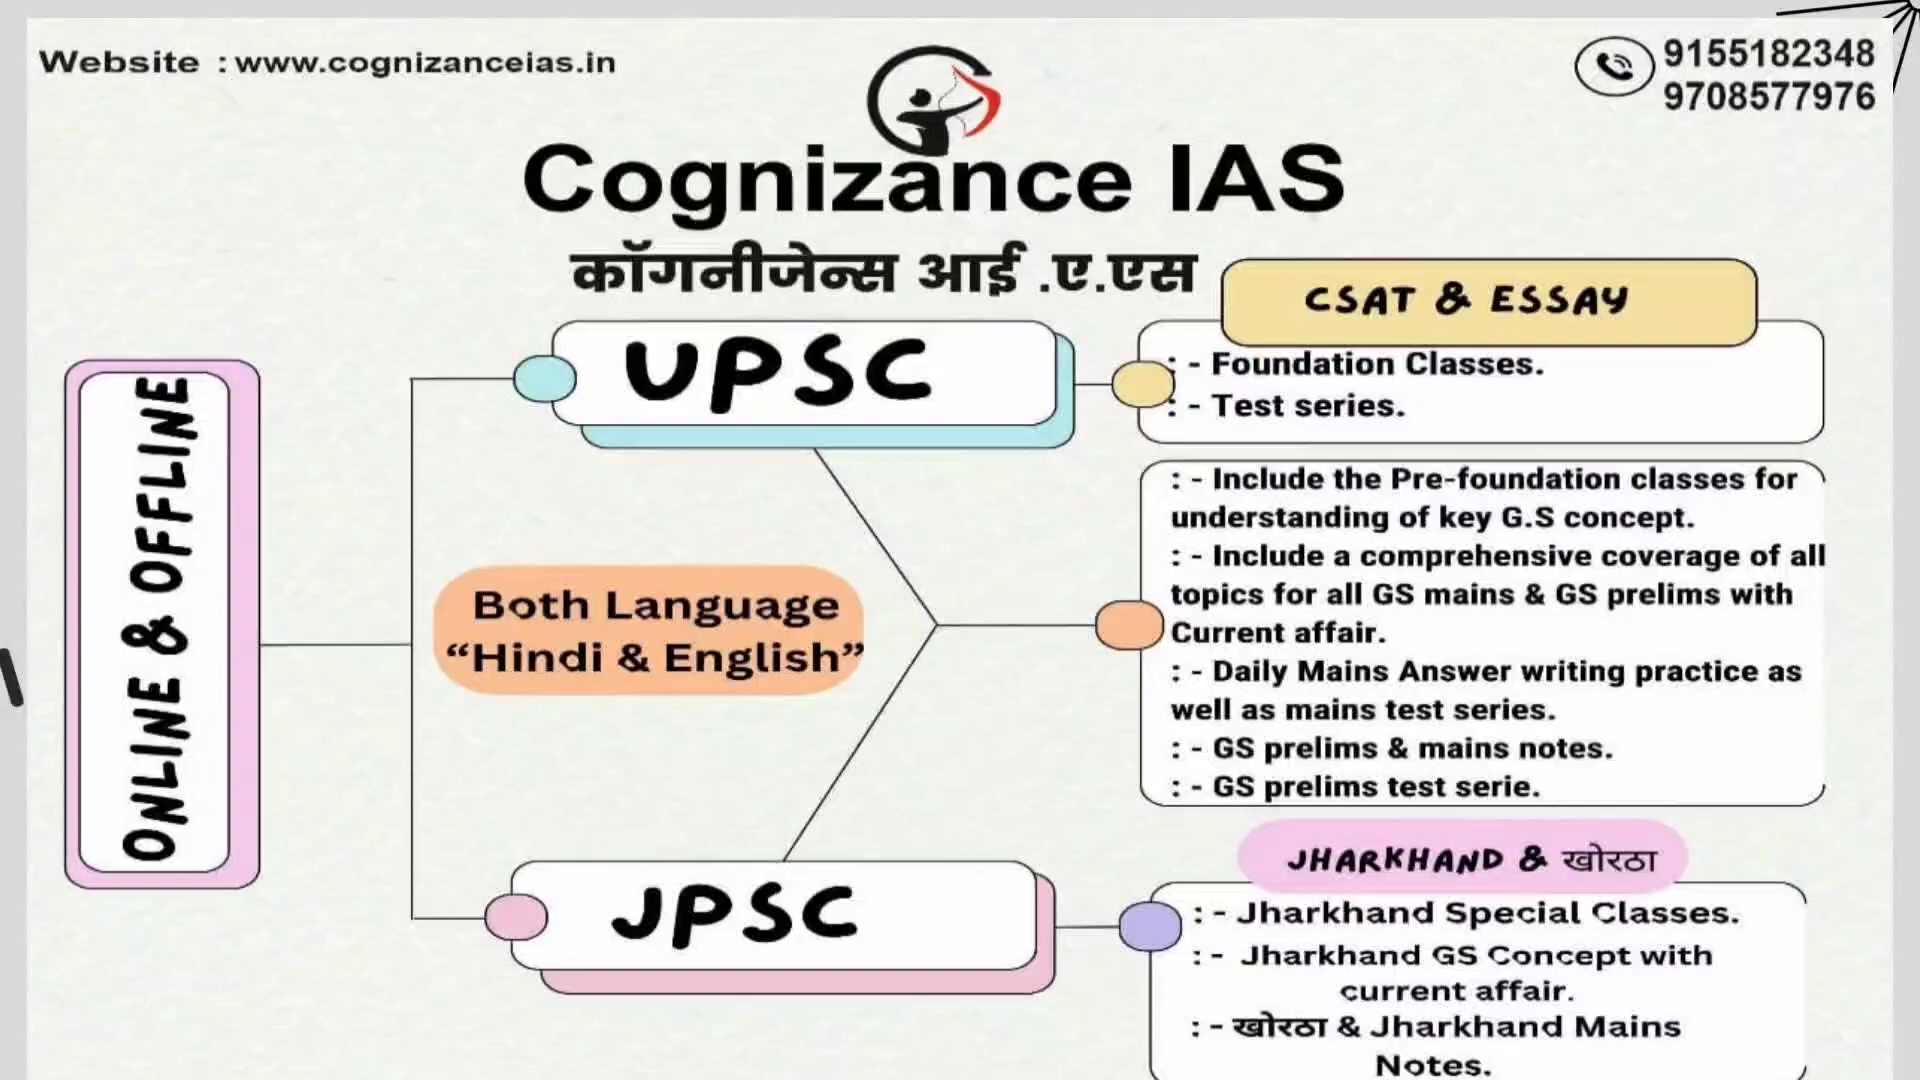 Website : www.cognizanceias.in
9155182348
9708577976
Cognizance IAS
कॉगनीजेन्स आई .ए.एस
ONLINE & OFFLINE
UPSC
CSAT & ESSAY
: - Foundation Classes.
: - Test series.
Both Language
“Hindi & English”
: - Include the Pre-foundation classes for
understanding of key G.S concept.
: - Include a comprehensive coverage of all
topics for all GS mains & GS prelims with
Current affair.
: - Daily Mains Answer writing practice as
well as mains test series.
: - GS prelims & mains notes.
: - GS prelims test serie.
JPSC
JHARKHAND & खोरठा
: - Jharkhand Special Classes.
: - Jharkhand GS Concept with
current affair.
: - खोरठा & Jharkhand Mains
Notes.